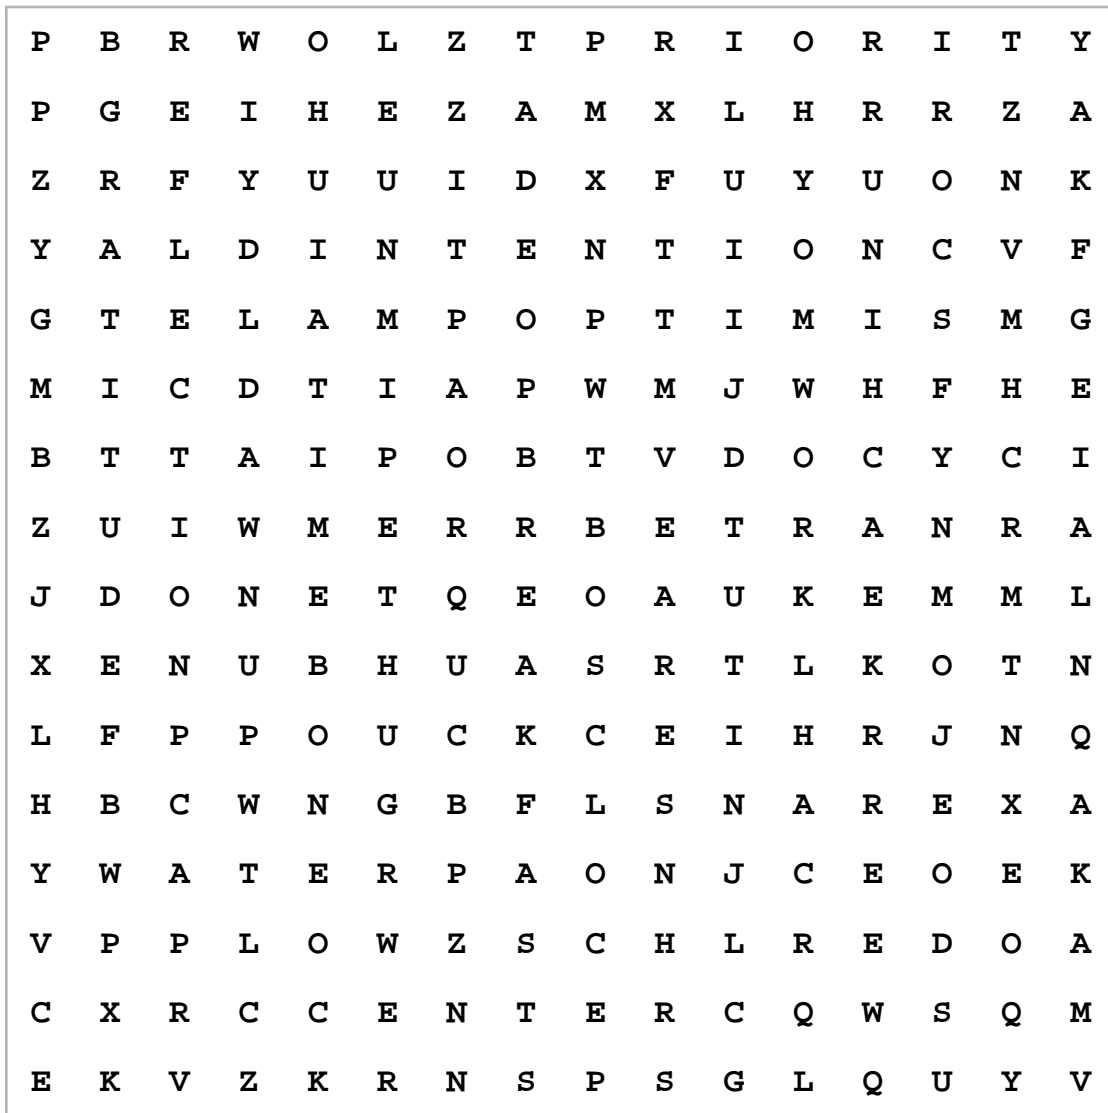 P B R W O L Z T P R I O R I T Y
P G E I H E Z A M X L H R R Z A
Z R F Y U U I D X F U Y U O N K
Y A L D I N T E N T I O N C V F
G T E L A M P O P T I M I S M G
M I C D T I A P W M J W H F H E
B T T A I P O B T V D O C Y C I
Z U I W M E R R B E T R A N R A
J D O N E T Q E O A U K E M M L
X E N U B H U A S R T L K O T N
L F P P O U C K C E I H R J N Q
H B C W N G B F L S N A R E X A
Y W A T E R P A O N J C E O E K
V P P L O W Z S C H L R E D O A
C X R C C E N T E R C Q W S Q M
E K V Z K R N S P S G L Q U Y V